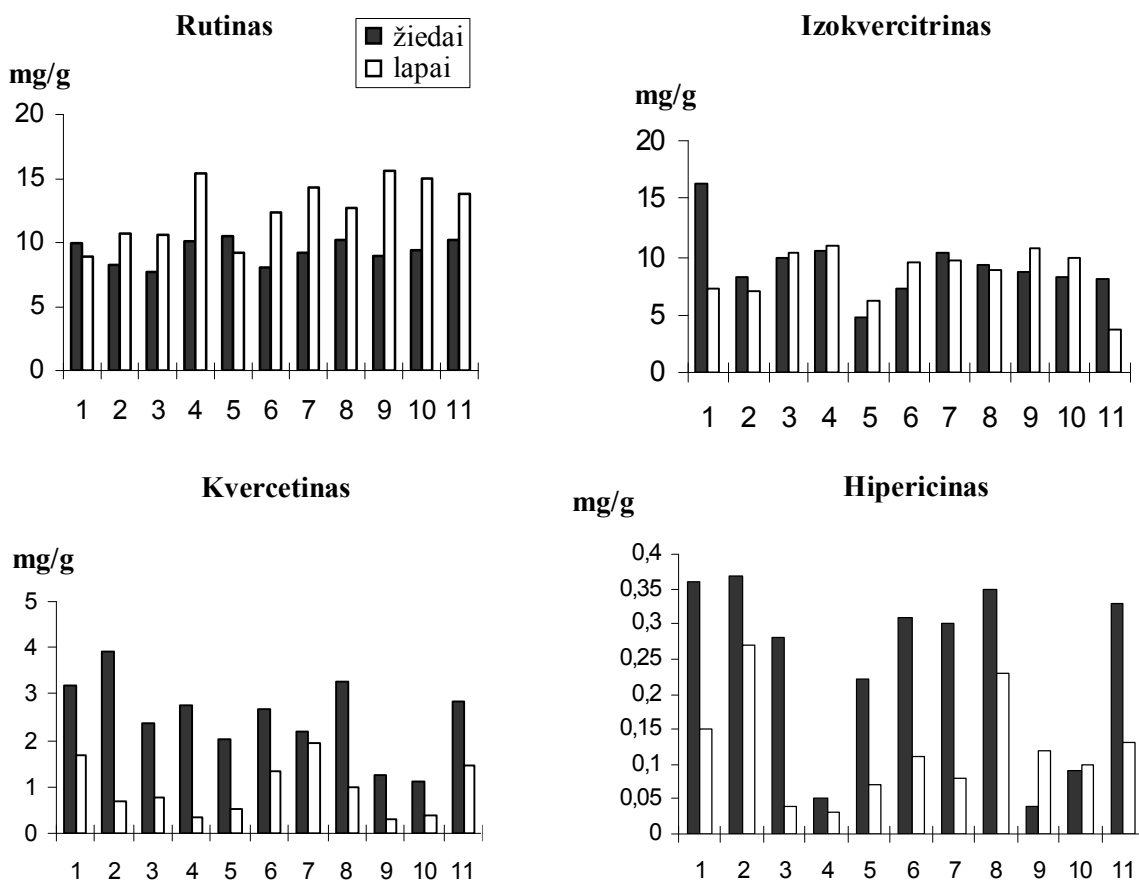 Rutinas
žiedai
lapai
mg/g
20
15
10
5
0
1 2 3 4 5 6 7 8 9 10 11
Izokvercitrinas
mg/g
20
15
10
5
0
1 2 3 4 5 6 7 8 9 10 11
Kvercetinas
mg/g
5
4
3
2
1
0
1 2 3 4 5 6 7 8 9 10 11
Hipericinas
mg/g
0,4
0,35
0,3
0,25
0,2
0,15
0,1
0,05
0
1 2 3 4 5 6 7 8 9 10 11